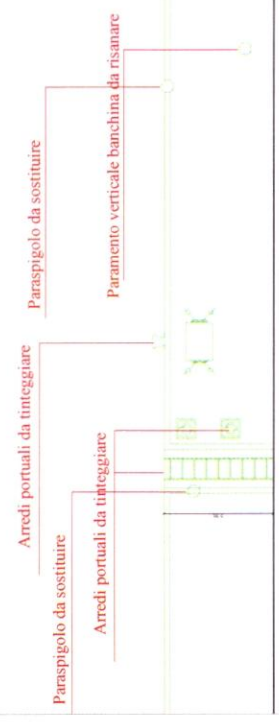 Paraspigolo da sostituire
Arredi portuali da tinteggiare
Arredi portuali da tinteggiare
Paraspigolo da sostituire
Paramento verticale banchina da risanare